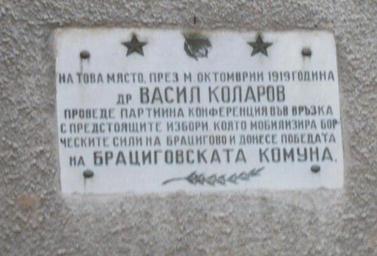 НА ТОВА МЯСТО, ПРЕЗ М. ОКТОМВРИИ 1919 ГОДИНА
ДР. ВАСИЛ КОЛАРОВ
ПРОВЕДЕ ПАРТИЙНА КОНФЕРЕНЦИЯ ВЪВ ВРЪЗКА
С ПРЕДСТОЯЩИТЕ ИЗБОРИ, КОЯТО МОБИЛИЗИРА БОР-
ЧЕСКИТЕ СИЛИ НА БРАЦИГОВО И ДОНЕСЕ ПОБЕДАТА
НА БРАЦИГОВСКАТА КОМУНА.